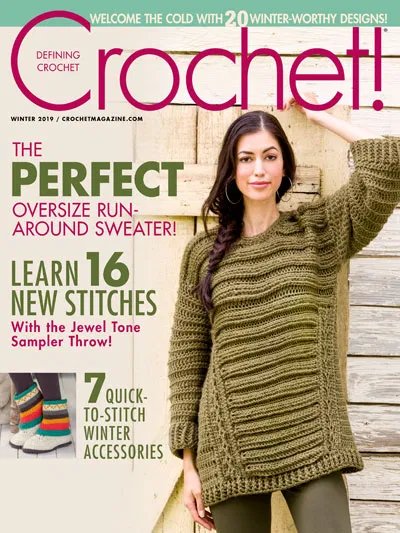 WELCOME THE COLD WITH 20 WINTER-WORTHY DESIGNS!
DEFINING
CROCHET
Crochet!
WINTER 2019 / CROCHETMAGAZINE.COM
THE
PERFECT
OVERSIZE RUN-
AROUND SWEATER!
LEARN 16
NEW STITCHES
With the Jewel Tone
Sampler Throw!
7 QUICK-
TO-STITCH
WINTER
ACCESSORIES